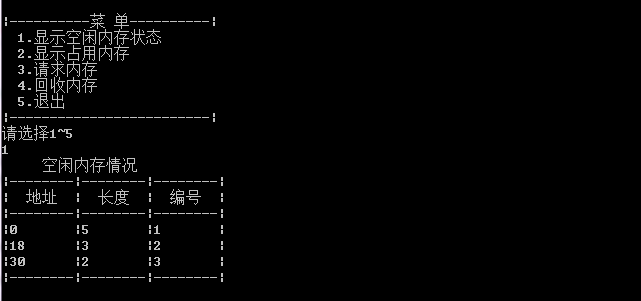 ¦----------菜 单----------¦
1.显示空闲内存状态
2.显示占用内存
3.请求内存
4.回收内存
5.退出
¦-------------------------¦
请选择1~5
1
空闲内存情况
¦--------¦--------¦--------¦
¦ 地址 ¦ 长度 ¦ 编号 ¦
¦--------¦--------¦--------¦
¦0 ¦5 ¦1 ¦
¦18 ¦3 ¦2 ¦
¦30 ¦2 ¦3 ¦
¦--------¦--------¦--------¦